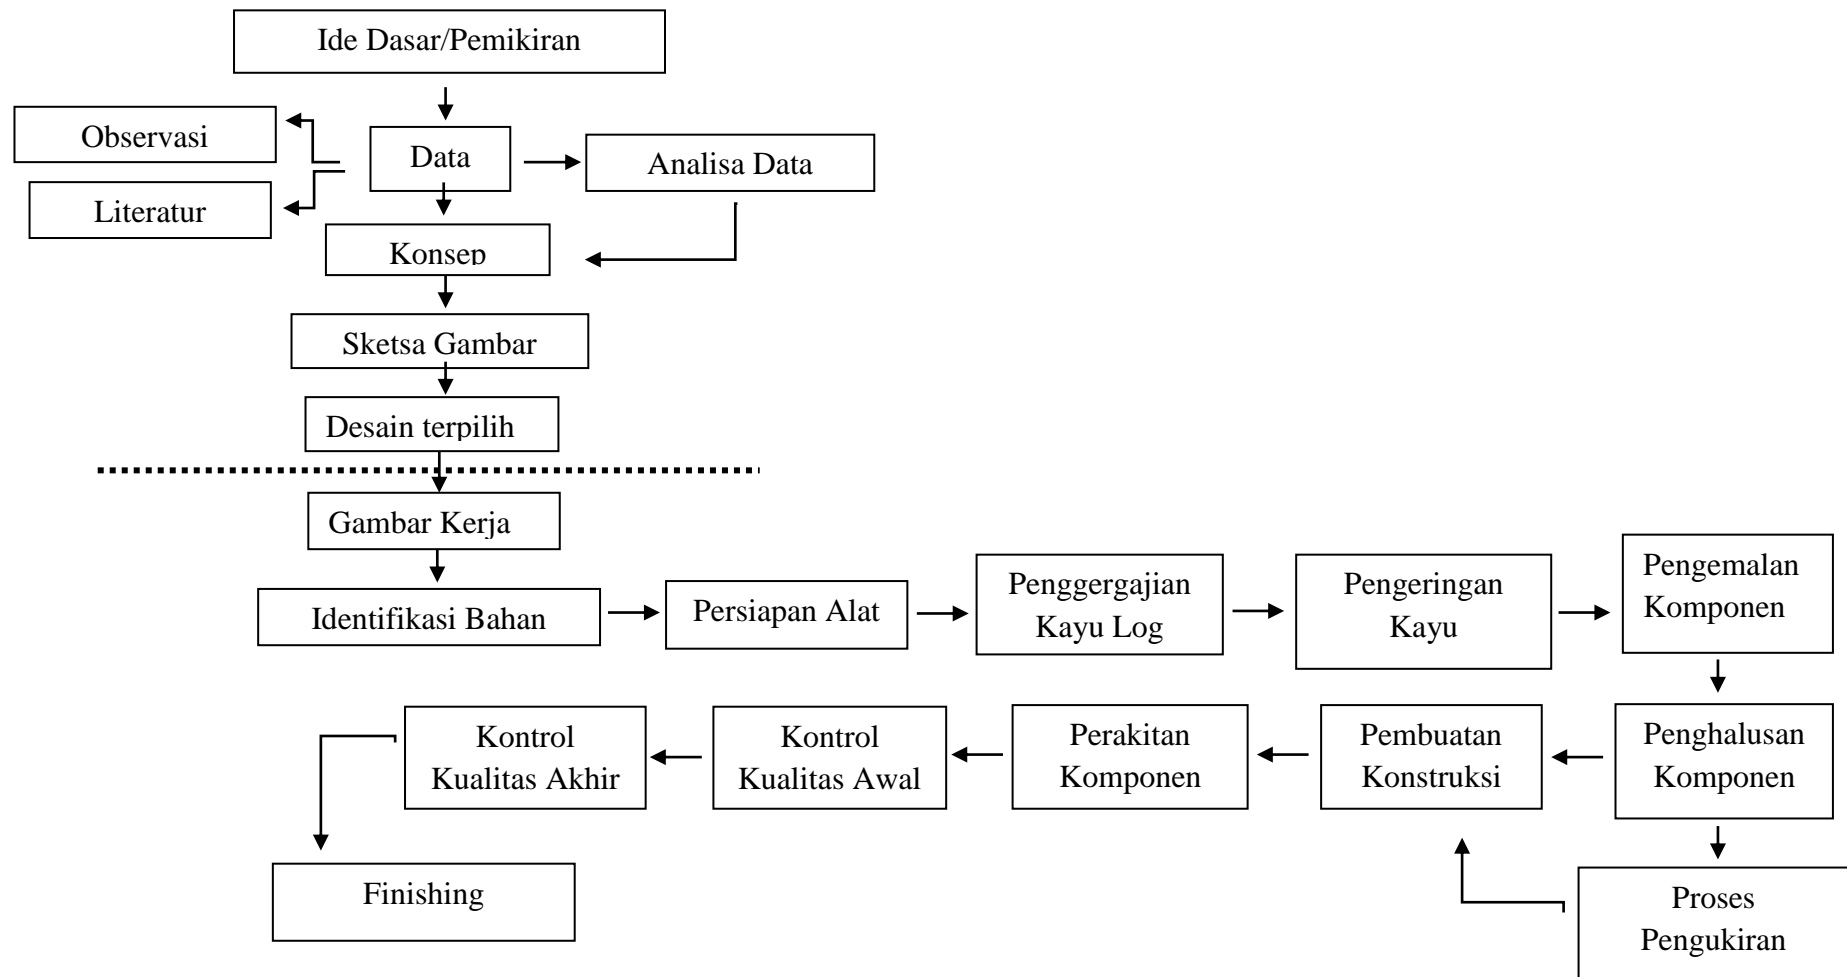 Ide Dasar/Pemikiran
Observasi
Data
Analisa Data
Literatur
Konsep
Sketsa Gambar
Desain terpilih
Gambar Kerja
Identifikasi Bahan
Persiapan Alat
Penggergajian
Kayu Log
Pengeringan
Kayu
Pengemalan
Komponen
Kontrol
Kualitas Akhir
Kontrol
Kualitas Awal
Perakitan
Komponen
Pembuatan
Konstruksi
Penghalusan
Komponen
Finishing
Proses
Pengukiran